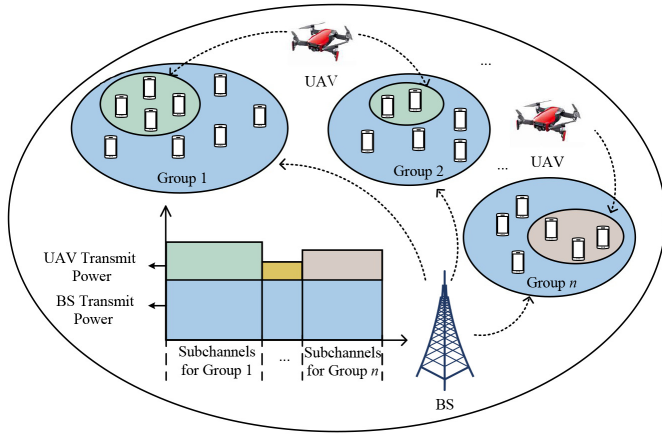 UAV
...
Group 1
Group 2
UAV
...
Group n
UAV Transmit
Power
BS Transmit
Power
Subchannels
for Group 1
...
Subchannels
for Group n
BS